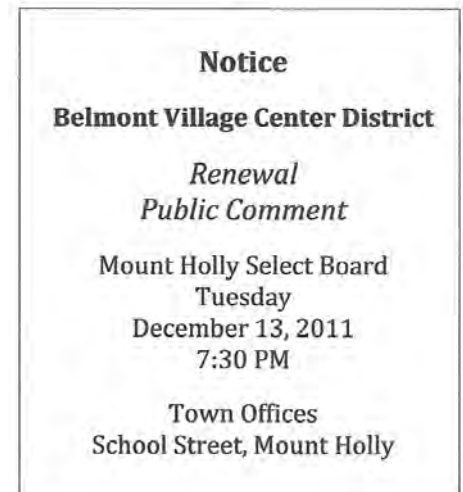 Notice
Belmont Village Center District
Renewal
Public Comment
Mount Holly Select Board
Tuesday
December 13, 2011
7:30 PM
Town Offices
School Street, Mount Holly